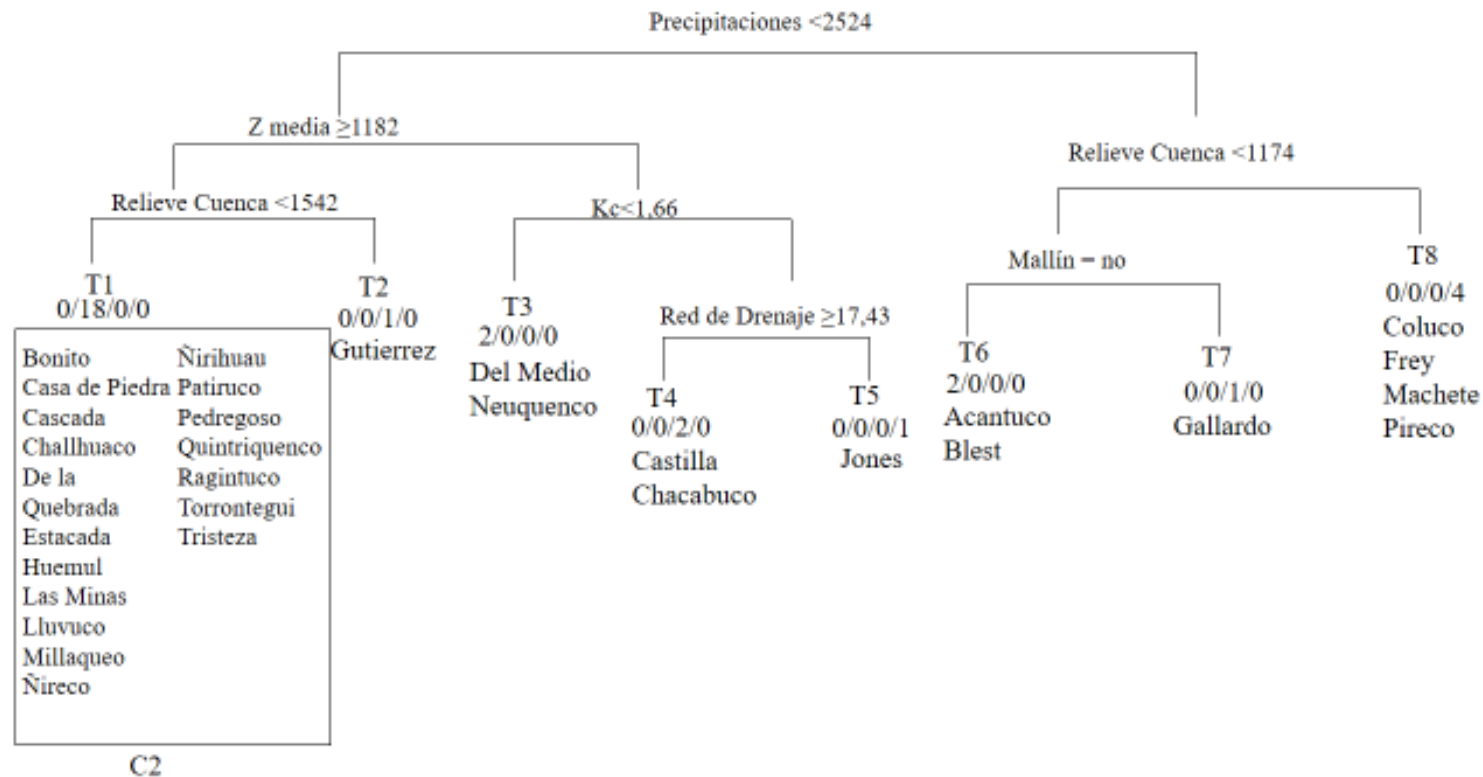 Precipitaciones <2524
Z media ≥1182
Relieve Cuenca <1174
Relieve Cuenca <1542
Kc<1,66
Mallín = no
Red de Drenaje ≥17,43
T1
0/18/0/0
Bonito
Casa de Piedra
Cascada
Challhuaco
De la
Quebrada
Estacada
Huemul
Las Minas
Lluvuco
Millaqueo
Ñireco
Ñirihuau
Patiruco
Pedregoso
Quintriquenco
Ragintuco
Torrontegui
Tristeza
C2
T2
0/0/1/0
Gutierrez
T3
2/0/0/0
Del Medio
Neuquenco
T4
0/0/2/0
Castilla
Chacabuco
T5
0/0/0/1
Jones
T6
2/0/0/0
Acantuco
Blest
T7
0/0/1/0
Gallardo
T8
0/0/0/4
Coluco
Frey
Machete
Pireco